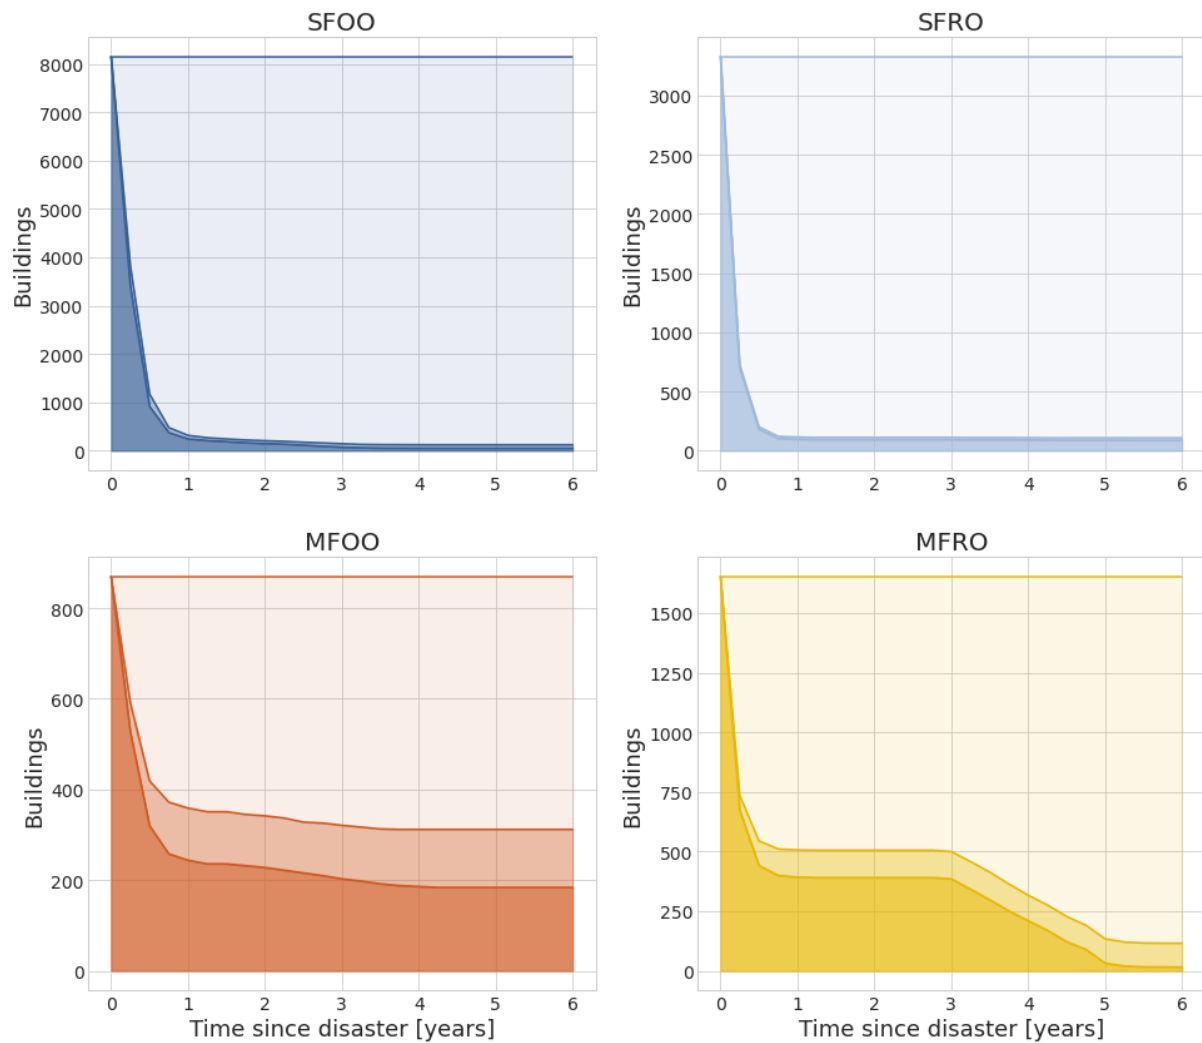 SFOO
8000
7000
6000
5000
4000
3000
2000
1000
0
Buildings
0 1 2 3 4 5 6
SFRO
3000
2500
2000
1500
1000
500
0
Buildings
0 1 2 3 4 5 6
MFOO
800
600
400
200
0
Buildings
0 1 2 3 4 5 6
Time since disaster [years]
MFRO
1500
1250
1000
750
500
250
0
Buildings
0 1 2 3 4 5 6
Time since disaster [years]